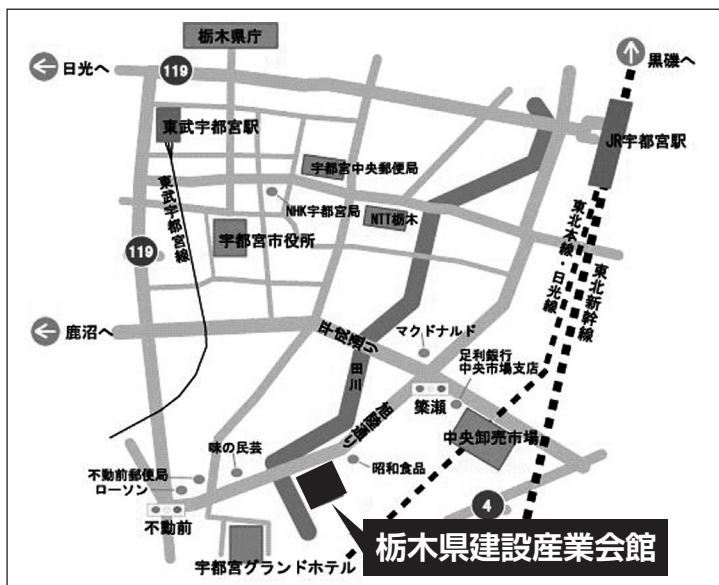 栃木県庁
日光へ
119
黒磯へ
東武宇都宮駅
JR宇都宮駅
宇都宮中央郵便局
東武宇都宮線
NHK宇都宮局
NTT栃木
宇都宮市役所
119
東北本線・日光線
東北新幹線
鹿沼へ
平成通り
マクドナルド
足利銀行
中央市場支店
田川
簗瀬
中央卸売市場
味の民芸
昭和食品
不動前郵便局
ローソン
不動前
4
宇都宮グランドホテル
栃木県建設産業会館